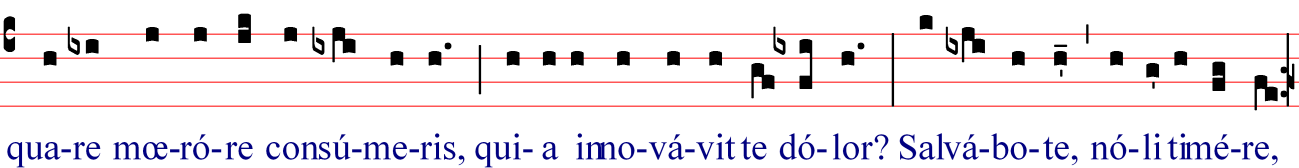 qua-re mœ-ró-re consú-me-ris, qui- a inno-vá-vit te dó-lor? Salvá-bo-te, nó-li timé-re,